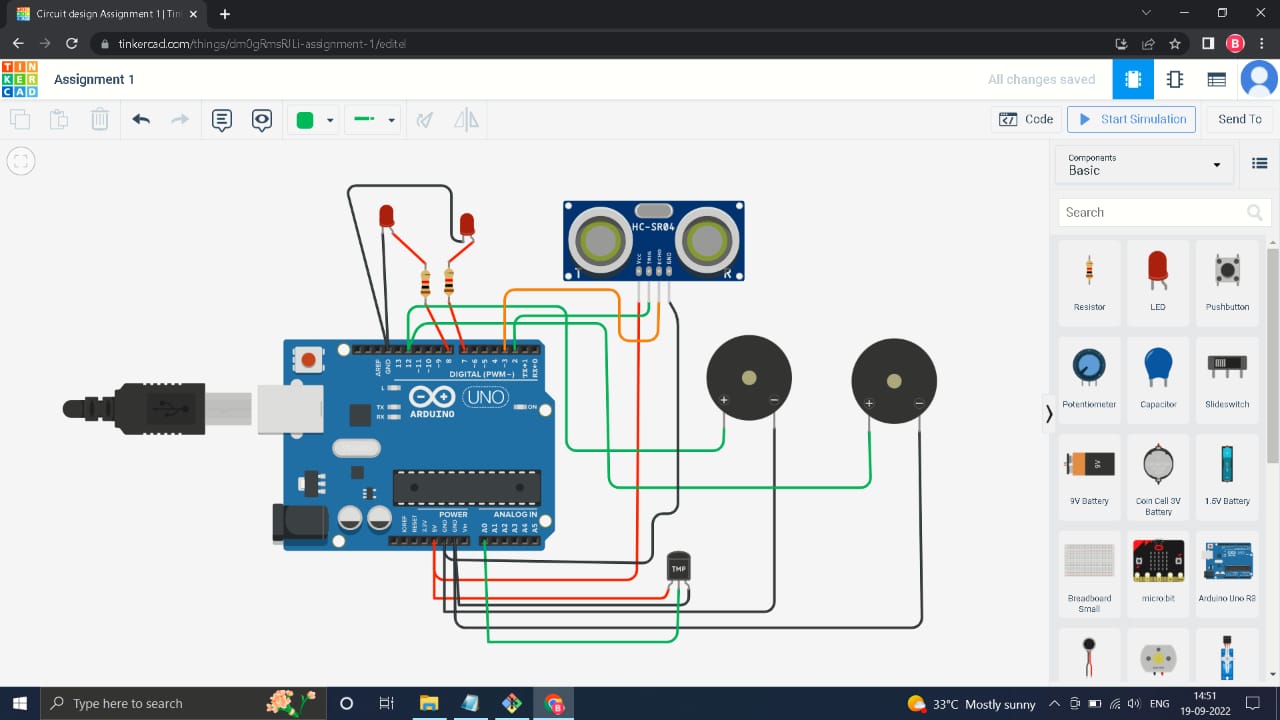 Circuit design Assignment 1 | Tin
tinkercad.com/things/dm0gRmsRJLi-assignment-1/editel
TIN
KER
CAD
Assignment 1
All changes saved
Code
Start Simulation
Send To
Components
Basic
Search
Resistor
LED
Pushbutton
Potentiometer
Capacitor
Slideswitch
9V
9V Battery
Coin Cell 3V
Battery
1.5V Battery
Breadboard
Small
micro:bit
Arduino Uno R3
HC-SR04
VCC
TRIG
ECHO
GND
T
R
AREF
GND
13
12
~11
~10
~9
8
7
~6
~5
4
~3
2
TX→1
RX←0
DIGITAL (PWM~)
L
TX
RX
ARDUINO
UNO
ON
POWER
ANALOG IN
IOREF
RESET
3.3V
5V
GND
GND
Vin
A0
A1
A2
A3
A4
A5
+
−
+
−
TMP
Type here to search
33°C Mostly sunny
ENG
14:51
19-09-2022
B